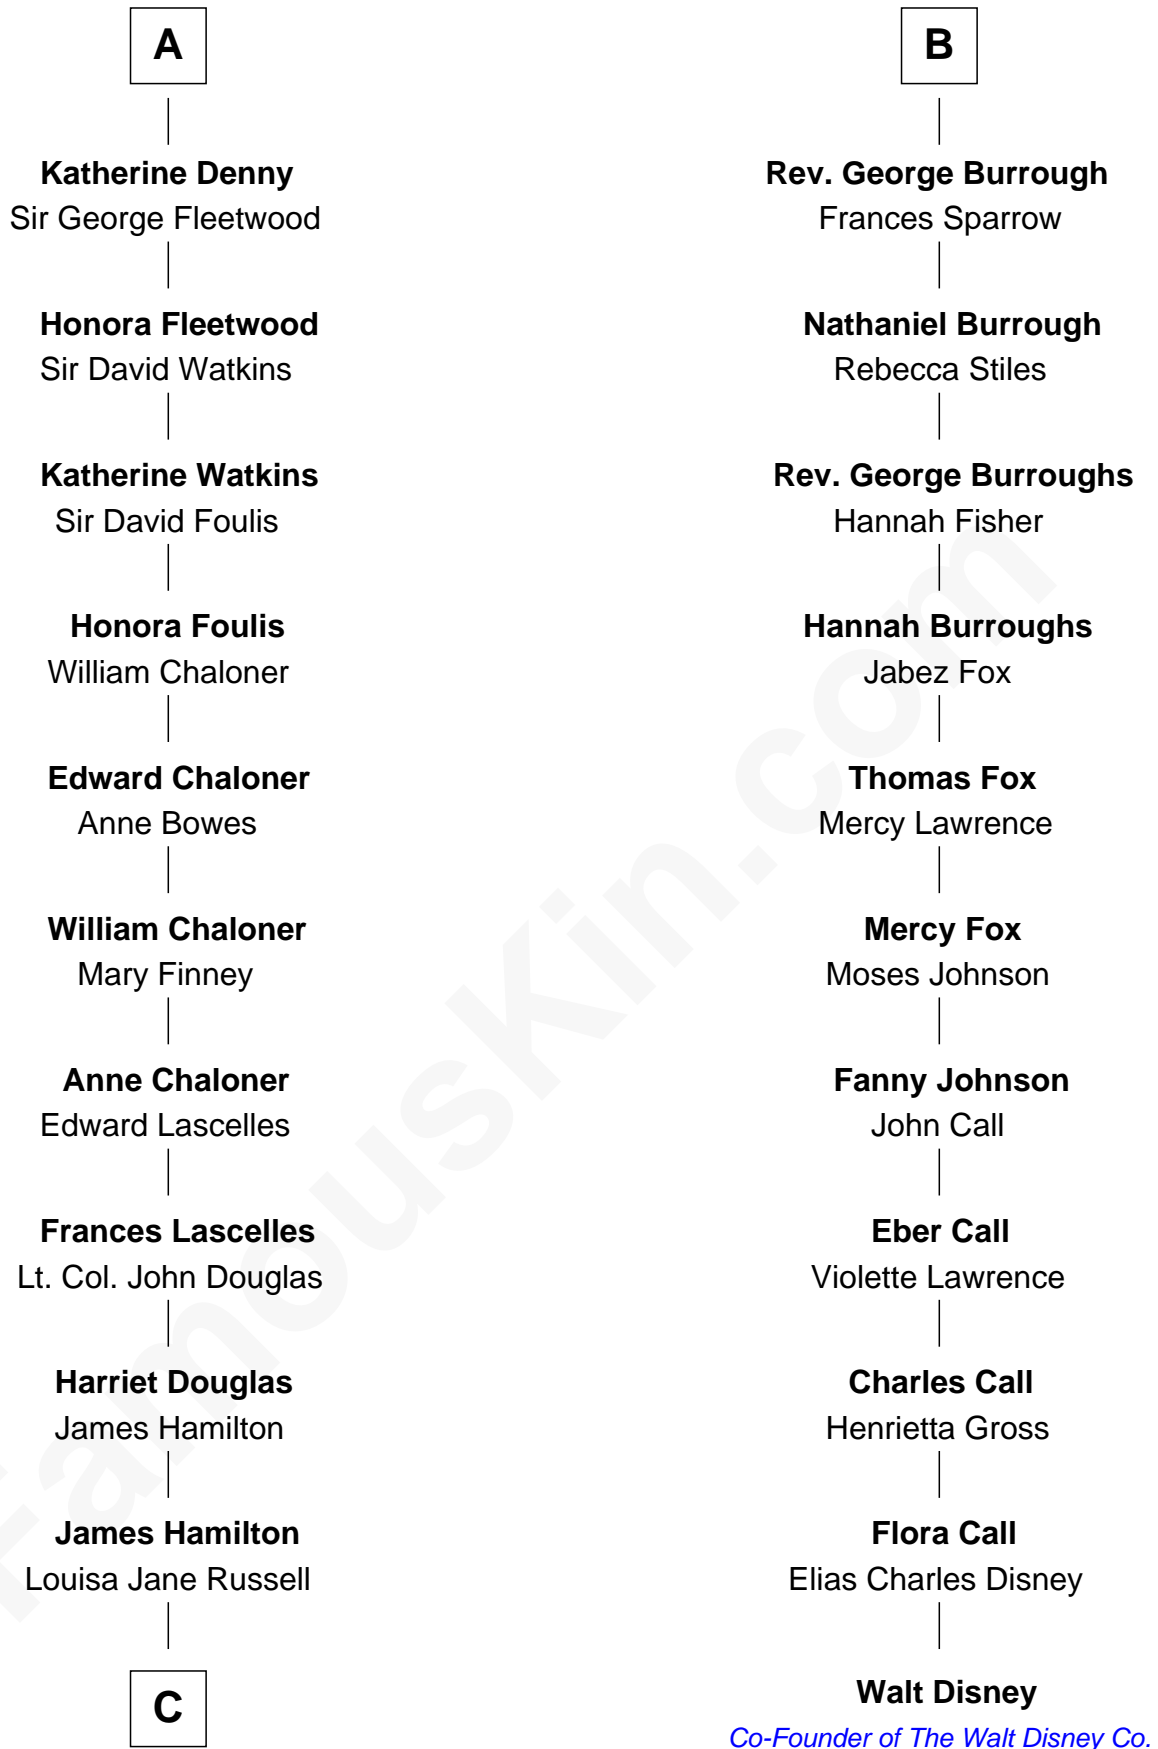 A
Katherine Denny
Sir George Fleetwood
Honora Fleetwood
Sir David Watkins
Katherine Watkins
Sir David Foulis
Honora Foulis
William Chaloner
Edward Chaloner
Anne Bowes
William Chaloner
Mary Finney
Anne Chaloner
Edward Lascelles
Frances Lascelles
Lt. Col. John Douglas
Harriet Douglas
James Hamilton
James Hamilton
Louisa Jane Russell
C
B
Rev. George Burrough
Frances Sparrow
Nathaniel Burrough
Rebecca Stiles
Rev. George Burroughs
Hannah Fisher
Hannah Burroughs
Jabez Fox
Thomas Fox
Mercy Lawrence
Mercy Fox
Moses Johnson
Fanny Johnson
John Call
Eber Call
Violette Lawrence
Charles Call
Henrietta Gross
Flora Call
Elias Charles Disney
Walt Disney
Co-Founder of The Walt Disney Co.
FamousKin.com